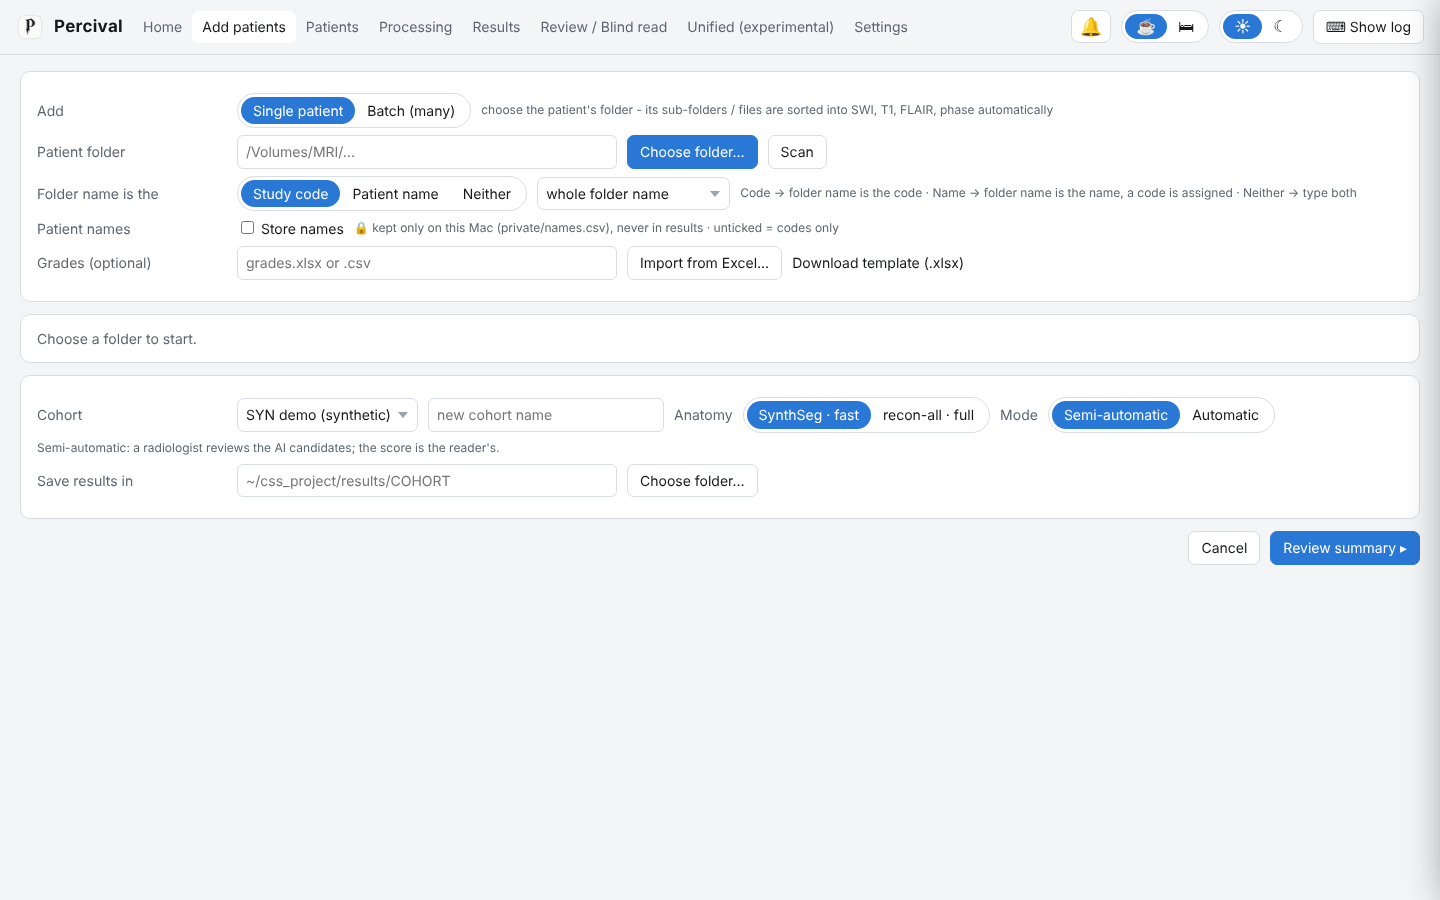 Percival Home Add patients Patients Processing Results Review / Blind read Unified (experimental) Settings Show log
Add Single patient Batch (many) choose the patient's folder - its sub-folders / files are sorted into SWI, T1, FLAIR, phase automatically
Patient folder /Volumes/MRI/... Choose folder... Scan
Folder name is the Study code Patient name Neither whole folder name Code → folder name is the code · Name → folder name is the name, a code is assigned · Neither → type both
Patient names Store names 🔒 kept only on this Mac (private/names.csv), never in results · unticked = codes only
Grades (optional) grades.xlsx or .csv Import from Excel... Download template (.xlsx)
Choose a folder to start.
Cohort SYN demo (synthetic) new cohort name Anatomy SynthSeg · fast recon-all · full Mode Semi-automatic Automatic
Semi-automatic: a radiologist reviews the AI candidates; the score is the reader's.
Save results in ~/css_project/results/COHORT Choose folder...
Cancel Review summary ▸